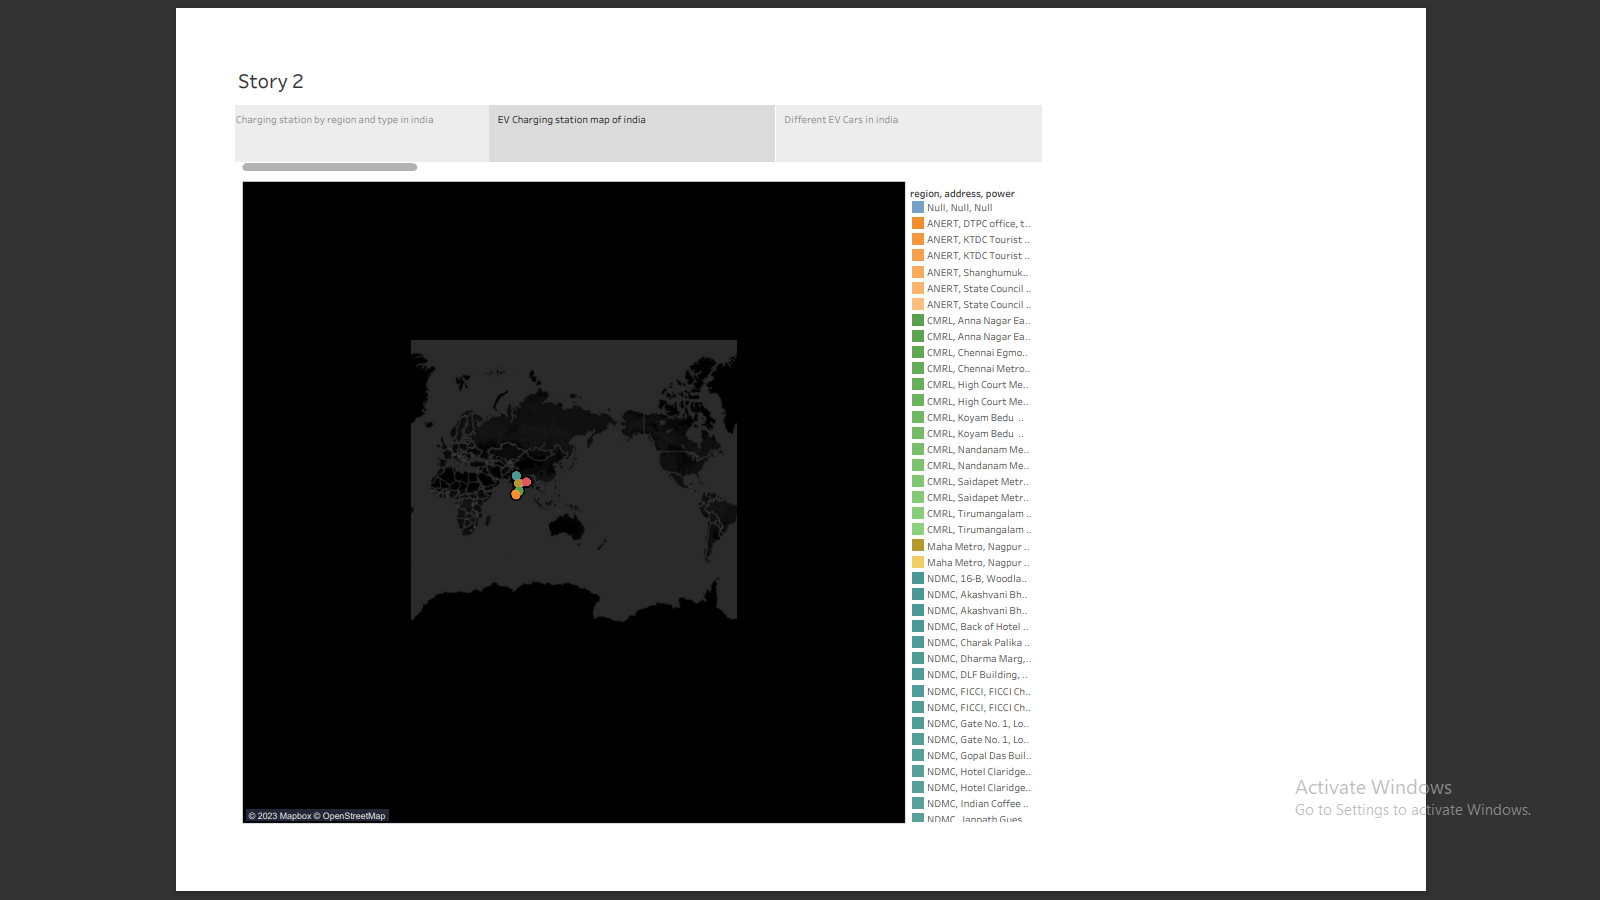 Story 2
Charging station by region and type in india
EV Charging station map of india
Different EV Cars in india
region, address, power
Null, Null, Null
ANERT, DTPC office, t..
ANERT, KTDC Tourist ..
ANERT, KTDC Tourist ..
ANERT, Shanghumuk..
ANERT, State Council ..
ANERT, State Council ..
CMRL, Anna Nagar Ea..
CMRL, Anna Nagar Ea..
CMRL, Chennai Egmo..
CMRL, Chennai Metro..
CMRL, High Court Me..
CMRL, High Court Me..
CMRL, Koyam Bedu ..
CMRL, Koyam Bedu ..
CMRL, Nandanam Me..
CMRL, Nandanam Me..
CMRL, Saidapet Metr..
CMRL, Saidapet Metr..
CMRL, Tirumangalam ..
CMRL, Tirumangalam ..
Maha Metro, Nagpur ..
Maha Metro, Nagpur ..
NDMC, 16-B, Woodla..
NDMC, Akashvani Bh..
NDMC, Akashvani Bh..
NDMC, Back of Hotel ..
NDMC, Charak Palika ..
NDMC, Dharma Marg,..
NDMC, DLF Building, ..
NDMC, FICCI, FICCI Ch..
NDMC, FICCI, FICCI Ch..
NDMC, Gate No. 1, Lo..
NDMC, Gate No. 1, Lo..
NDMC, Gopal Das Buil..
NDMC, Hotel Claridge..
NDMC, Hotel Claridge..
NDMC, Indian Coffee ..
NDMC, Janpath Gues..
© 2023 Mapbox © OpenStreetMap
Activate Windows
Go to Settings to activate Windows.